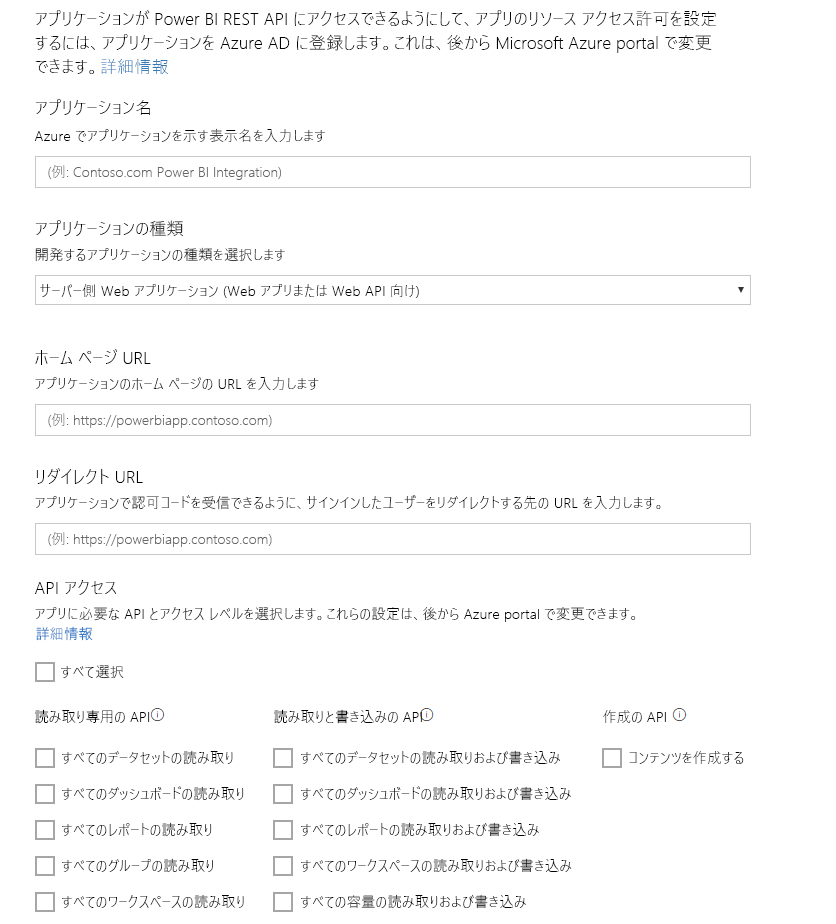 アプリケーションが Power BI REST API にアクセスできるようにして、アプリのリソース アクセス許可を設定
するには、アプリケーションを Azure AD に登録します。これは、後から Microsoft Azure portal で変更
できます。詳細情報
アプリケーション名
Azure でアプリケーションを示す表示名を入力します
(例: Contoso.com Power BI Integration)
アプリケーションの種類
開発するアプリケーションの種類を選択します
サーバー側 Web アプリケーション (Web アプリまたは Web API 向け)
ホーム ページ URL
アプリケーションのホーム ページの URL を入力します
(例: https://powerbiapp.contoso.com)
リダイレクト URL
アプリケーションで認可コードを受信できるように、サインインしたユーザーをリダイレクトする先の URL を入力します。
(例: https://powerbiapp.contoso.com)
API アクセス
アプリに必要な API とアクセス レベルを選択します。これらの設定は、後から Azure portal で変更できます。
詳細情報
すべて選択
読み取り専用の API 読み取りと書き込みの API 作成の API
すべてのデータセットの読み取り すべてのデータセットの読み取りおよび書き込み コンテンツを作成する
すべてのダッシュボードの読み取り すべてのダッシュボードの読み取りおよび書き込み
すべてのレポートの読み取り すべてのレポートの読み取りおよび書き込み
すべてのグループの読み取り すべてのワークスペースの読み取りおよび書き込み
すべてのワークスペースの読み取り すべての容量の読み取りおよび書き込み